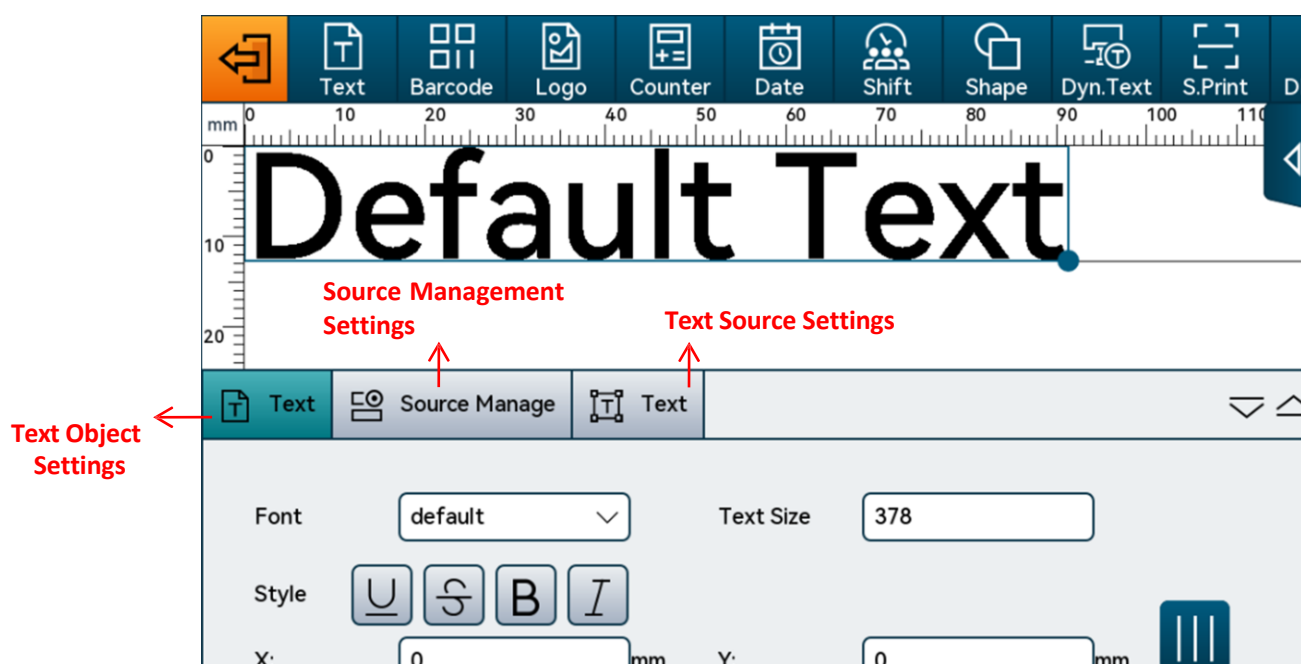 Text Barcode Logo Counter Date Shift Shape Dyn.Text S.Print D
mm 0 10 20 30 40 50 60 70 80 90 100 110
0
Default Text
10
Source Management
Settings
Text Source Settings
20
Text Source Manage Text
Text Object
Settings
Font default Text Size 378
Style U S B I
X: 0 mm Y: 0 mm